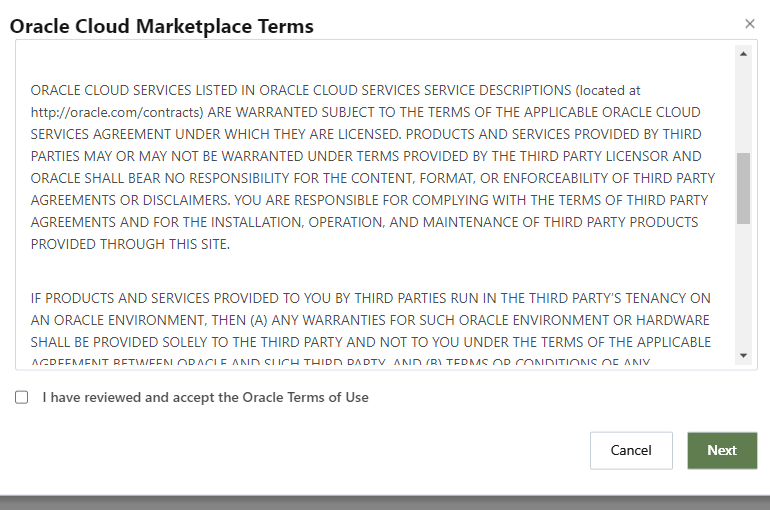 Oracle Cloud Marketplace Terms
ORACLE CLOUD SERVICES LISTED IN ORACLE CLOUD SERVICES SERVICE DESCRIPTIONS (located at
http://oracle.com/contracts) ARE WARRANTED SUBJECT TO THE TERMS OF THE APPLICABLE ORACLE CLOUD
SERVICES AGREEMENT UNDER WHICH THEY ARE LICENSED. PRODUCTS AND SERVICES PROVIDED BY THIRD
PARTIES MAY OR MAY NOT BE WARRANTED UNDER TERMS PROVIDED BY THE THIRD PARTY LICENSOR AND
ORACLE SHALL BEAR NO RESPONSIBILITY FOR THE CONTENT, FORMAT, OR ENFORCEABILITY OF THIRD PARTY
AGREEMENTS OR DISCLAIMERS. YOU ARE RESPONSIBLE FOR COMPLYING WITH THE TERMS OF THIRD PARTY
AGREEMENTS AND FOR THE INSTALLATION, OPERATION, AND MAINTENANCE OF THIRD PARTY PRODUCTS
PROVIDED THROUGH THIS SITE.
IF PRODUCTS AND SERVICES PROVIDED TO YOU BY THIRD PARTIES RUN IN THE THIRD PARTY'S TENANCY ON
AN ORACLE ENVIRONMENT, THEN (A) ANY WARRANTIES FOR SUCH ORACLE ENVIRONMENT OR HARDWARE
SHALL BE PROVIDED SOLELY TO THE THIRD PARTY AND NOT TO YOU UNDER THE TERMS OF THE APPLICABLE
AGREEMENT BETWEEN ORACLE AND SUCH THIRD PARTY, AND (B) TERMS OR CONDITIONS OF ANY
I have reviewed and accept the Oracle Terms of Use
Cancel
Next